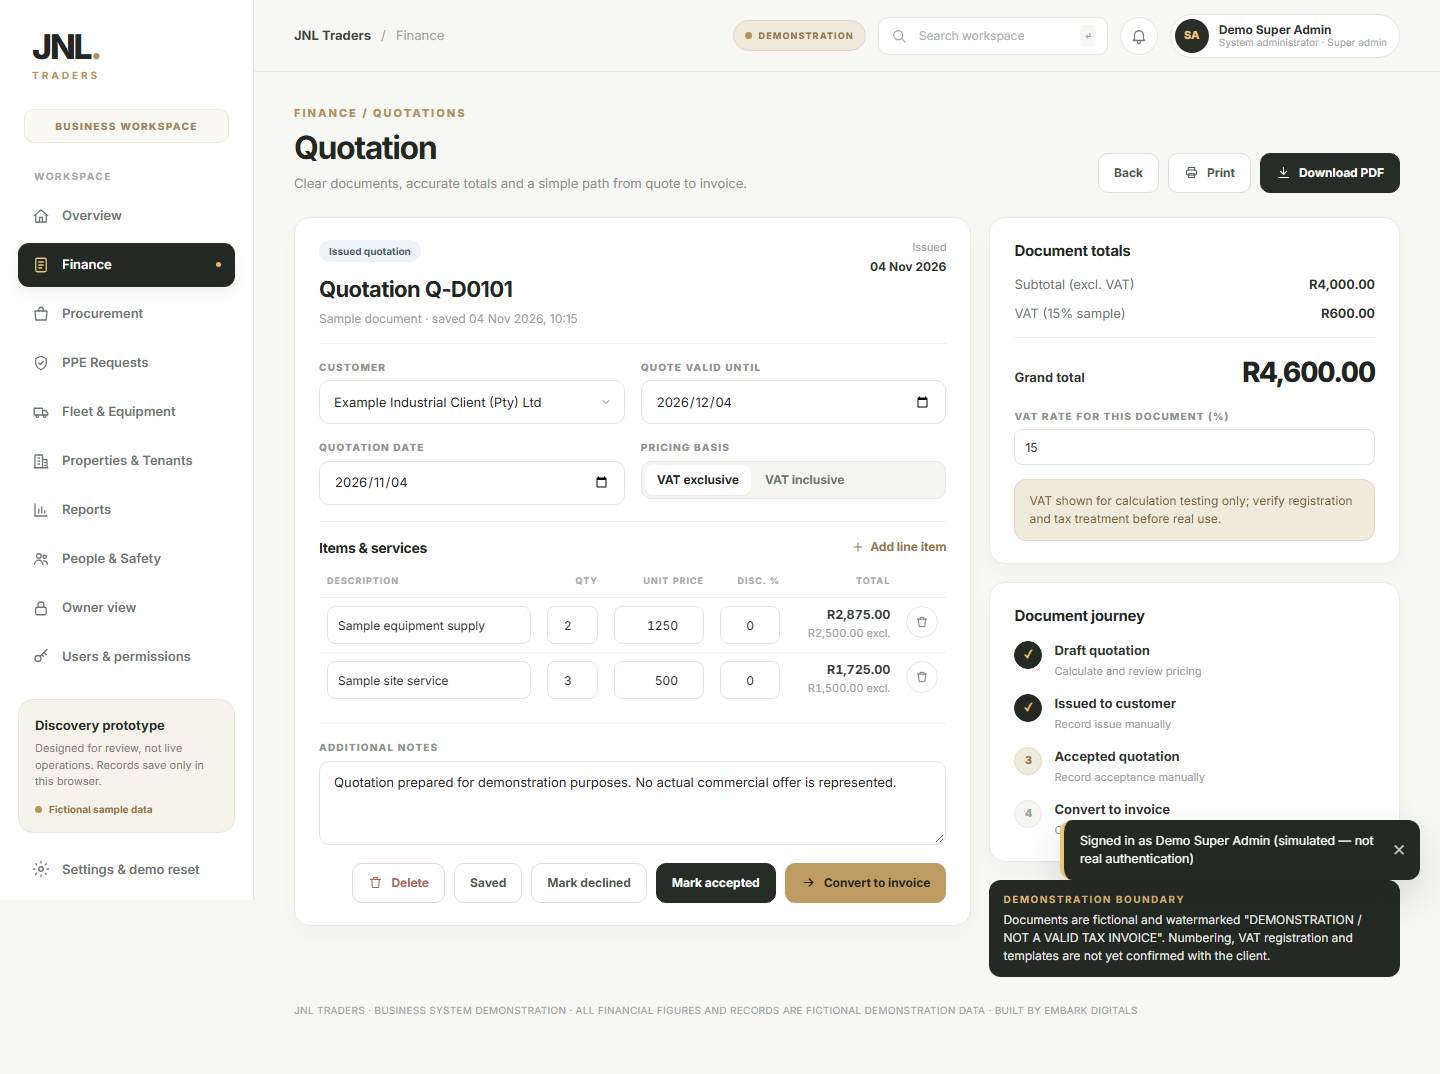 JNL.
TRADERS
BUSINESS WORKSPACE
WORKSPACE
Overview
Finance
Procurement
PPE Requests
Fleet & Equipment
Properties & Tenants
Reports
People & Safety
Owner view
Users & permissions
Discovery prototype
Designed for review, not live
operations. Records save only in
this browser.
Fictional sample data
Settings & demo reset
JNL Traders / Finance
DEMONSTRATION
Search workspace
SA
Demo Super Admin
System administrator · Super admin
FINANCE / QUOTATIONS
Quotation
Clear documents, accurate totals and a simple path from quote to invoice.
Back
Print
Download PDF
Issued quotation
Issued
04 Nov 2026
Quotation Q-D0101
Sample document · saved 04 Nov 2026, 10:15
CUSTOMER
QUOTE VALID UNTIL
Example Industrial Client (Pty) Ltd
2026/12/04
QUOTATION DATE
PRICING BASIS
2026/11/04
VAT exclusive
VAT inclusive
Items & services
+ Add line item
DESCRIPTION QTY UNIT PRICE DISC. % TOTAL
Sample equipment supply 2 1250 0 R2,875.00
R2,500.00 excl.
Sample site service 3 500 0 R1,725.00
R1,500.00 excl.
ADDITIONAL NOTES
Quotation prepared for demonstration purposes. No actual commercial offer is represented.
Delete
Saved
Mark declined
Mark accepted
Convert to invoice
Document totals
Subtotal (excl. VAT) R4,000.00
VAT (15% sample) R600.00
Grand total R4,600.00
VAT RATE FOR THIS DOCUMENT (%)
15
VAT shown for calculation testing only; verify registration
and tax treatment before real use.
Document journey
Draft quotation
Calculate and review pricing
Issued to customer
Record issue manually
3
Accepted quotation
Record acceptance manually
4
Convert to invoice
Signed in as Demo Super Admin (simulated — not
real authentication)
DEMONSTRATION BOUNDARY
Documents are fictional and watermarked "DEMONSTRATION /
NOT A VALID TAX INVOICE". Numbering, VAT registration and
templates are not yet confirmed with the client.
JNL TRADERS · BUSINESS SYSTEM DEMONSTRATION · ALL FINANCIAL FIGURES AND RECORDS ARE FICTIONAL DEMONSTRATION DATA · BUILT BY EMBARK DIGITALS